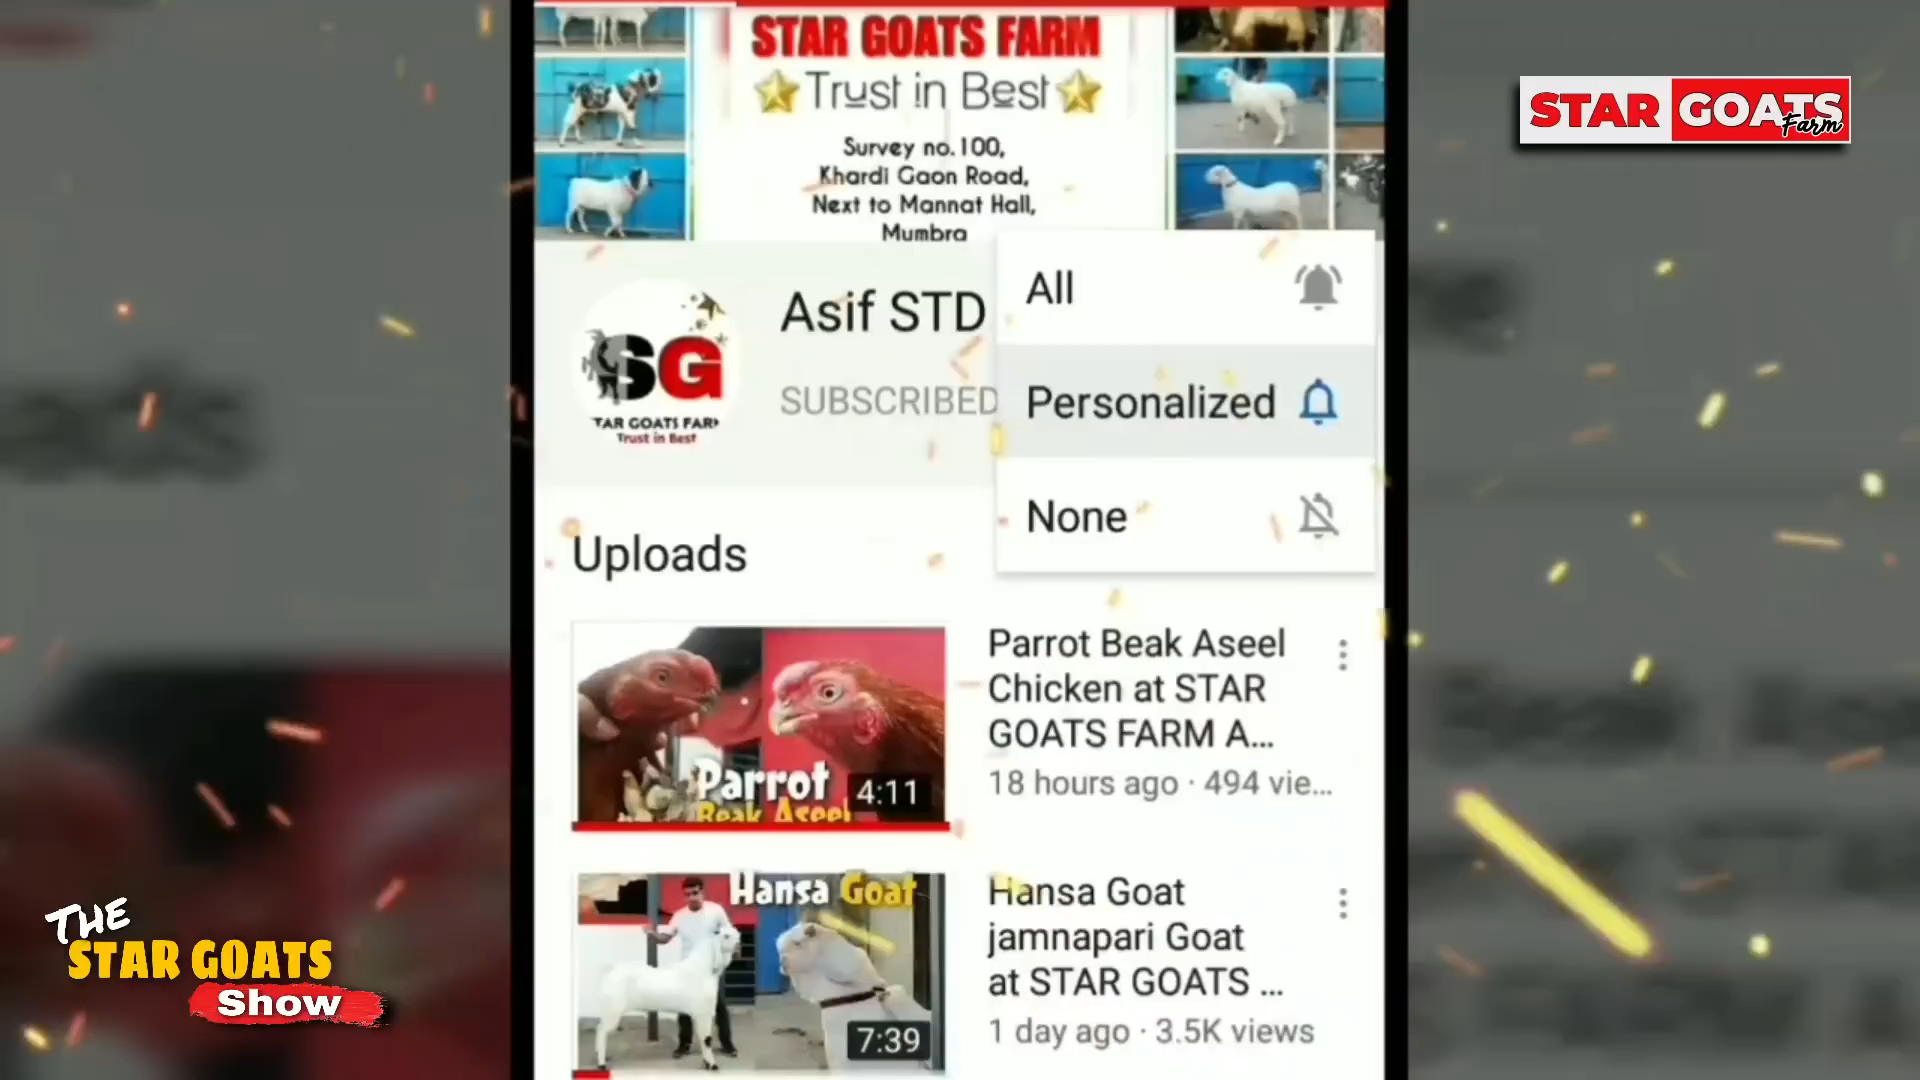 STAR GOATS FARM
Trust in Best
Survey no.100,
Khardi Gaon Road,
Next to Mannat Hall,
Mumbra
STAR GOATS
Farm
Asif STD
SUBSCRIBED
All
Personalized
None
SG
TAR GOATS FAR
Trust in Best
Uploads
Parrot
Beak Aseel
4:11
Parrot Beak Aseel
Chicken at STAR
GOATS FARM A...
18 hours ago · 494 vie...
Hansa Goat
7:39
Hansa Goat
jamnapari Goat
at STAR GOATS ...
1 day ago · 3.5K views
THE
STAR GOATS
Show